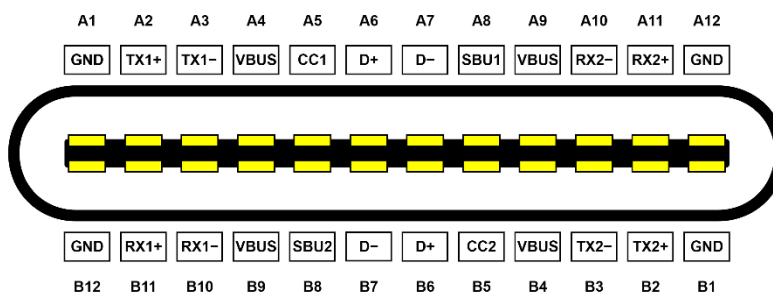 A1 A2 A3 A4 A5 A6 A7 A8 A9 A10 A11 A12
GND TX1+ TX1− VBUS CC1 D+ D− SBU1 VBUS RX2− RX2+ GND
GND RX1+ RX1− VBUS SBU2 D− D+ CC2 VBUS TX2− TX2+ GND
B12 B11 B10 B9 B8 B7 B6 B5 B4 B3 B2 B1